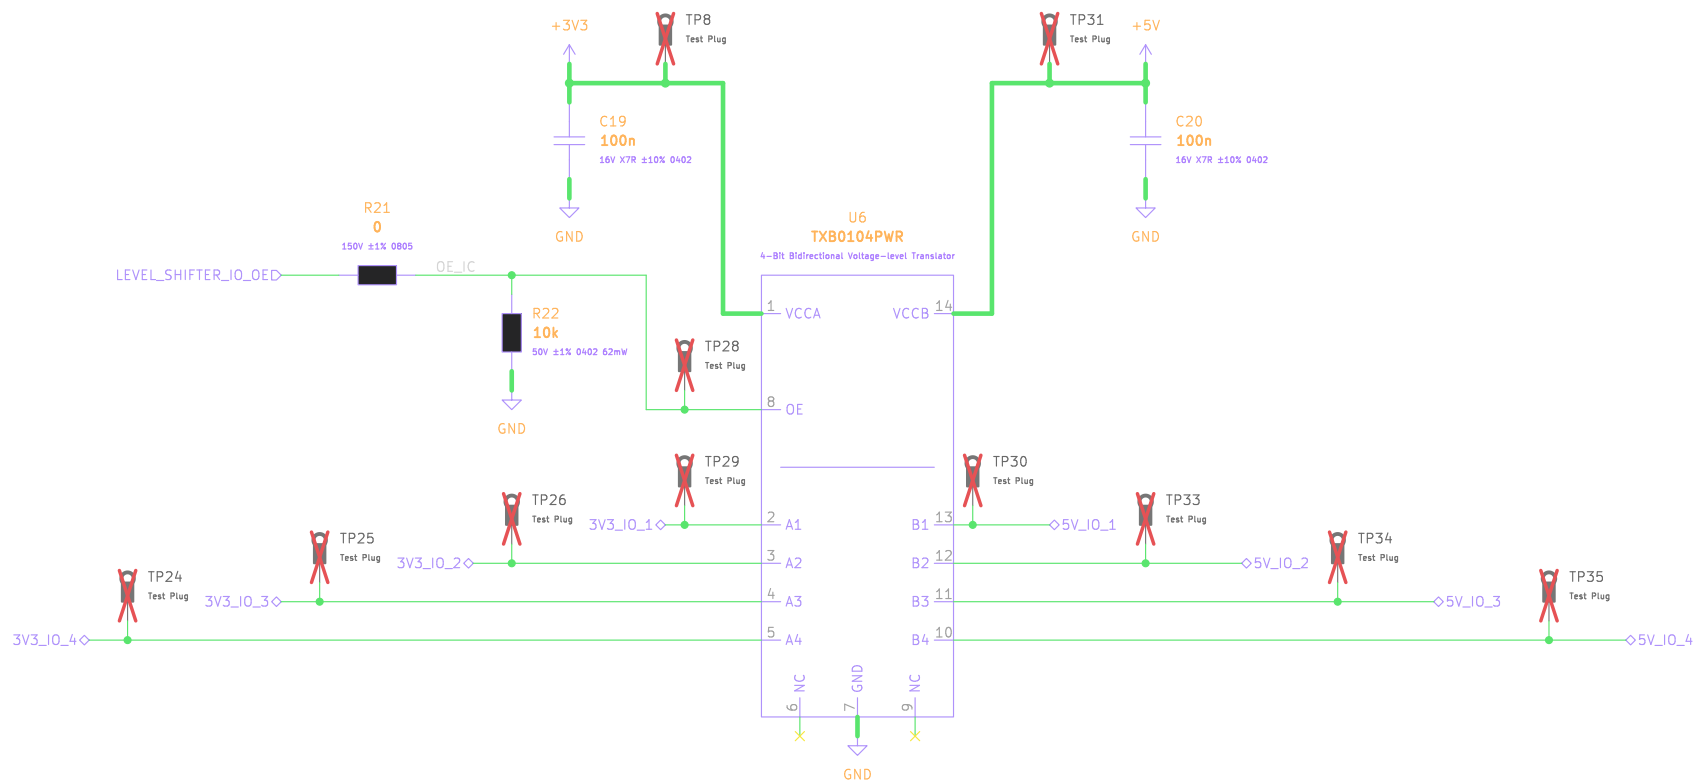 +3V3
TP8
Test Plug
TP31
Test Plug
+5V
C19
100n
16V X7R ±10% 0402
GND
C20
100n
16V X7R ±10% 0402
GND
R21
0
150V ±1% 0805
LEVEL_SHIFTER_IO_OE
OE_IC
R22
10k
50V ±1% 0402 62mW
GND
U6
TXB0104PWR
4-Bit Bidirectional Voltage-level Translator
1
VCCA
VCCB
14
TP28
Test Plug
8
OE
TP29
Test Plug
TP30
Test Plug
3V3_IO_1
2
A1
B1
13
5V_IO_1
TP26
Test Plug
TP33
Test Plug
3V3_IO_2
3
A2
B2
12
5V_IO_2
TP25
Test Plug
TP34
Test Plug
3V3_IO_3
4
A3
B3
11
5V_IO_3
TP24
Test Plug
TP35
Test Plug
3V3_IO_4
5
A4
B4
10
5V_IO_4
NC
GND
NC
6
7
9
GND